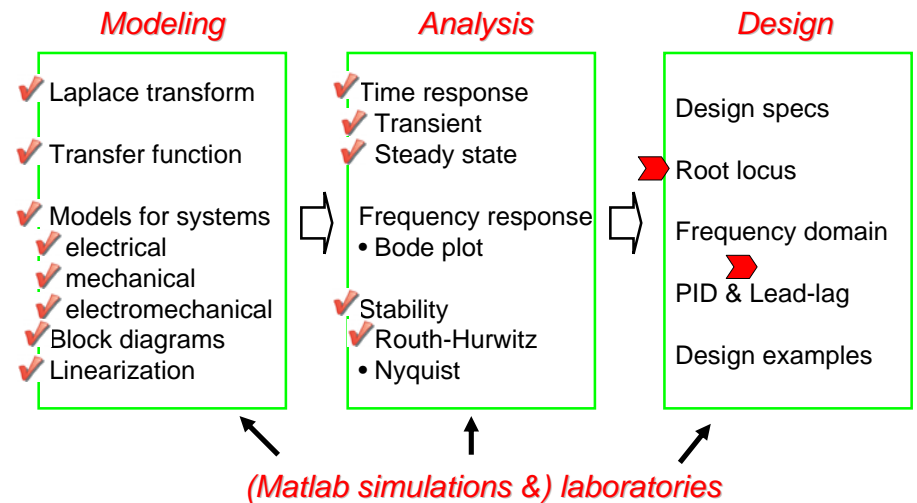 Modeling
Laplace transform
Transfer function
Models for systems
electrical
mechanical
electromechanical
Block diagrams
Linearization
Analysis
Time response
Transient
Steady state
Frequency response
• Bode plot
Stability
Routh-Hurwitz
• Nyquist
Design
Design specs
Root locus
Frequency domain
PID & Lead-lag
Design examples
(Matlab simulations &) laboratories